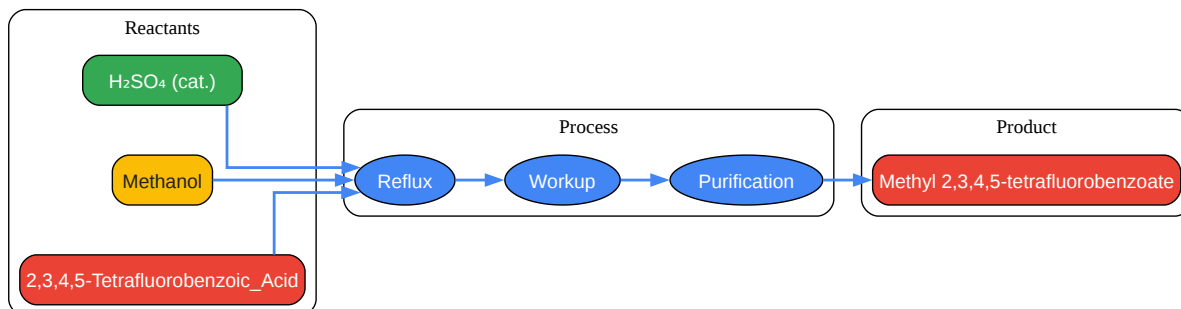 Reactants
H₂SO₄ (cat.)
Methanol
2,3,4,5-Tetrafluorobenzoic_Acid
Process
Reflux
Workup
Purification
Product
Methyl 2,3,4,5-tetrafluorobenzoate